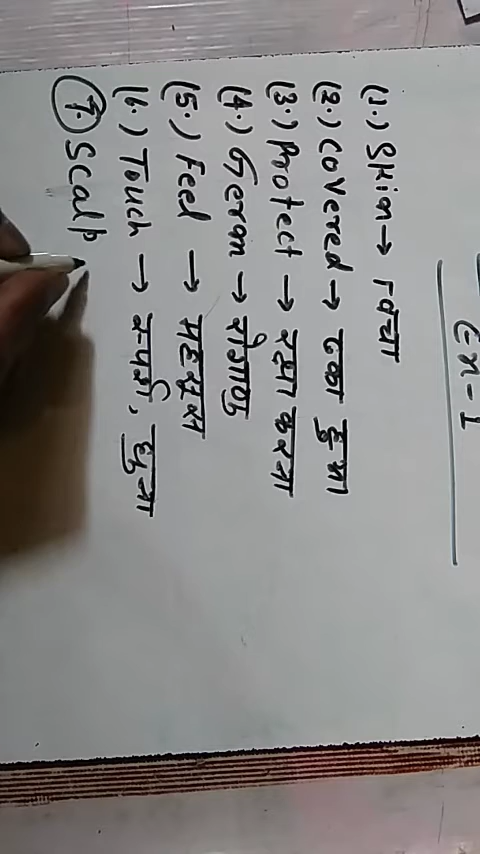 Ch-1
(1.) Skin → त्वचा
(2.) Covered → ढका हुआ
(3.) Protect → रक्षा करना
(4.) Germ → रोगाणु
(5.) Feel → महसूस
(6.) Touch → स्पर्श, छुना
7. Scalp